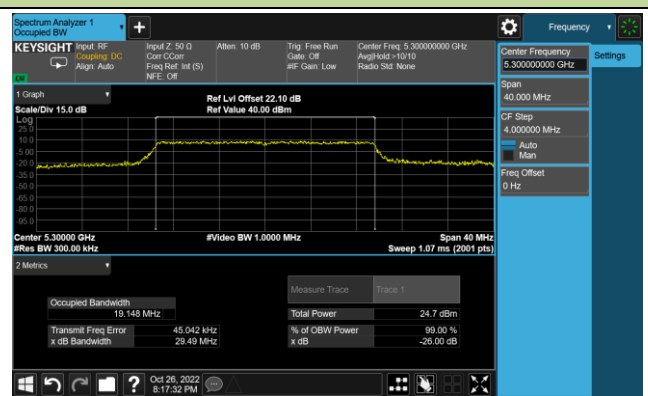 Spectrum Analyzer 1
Occupied BW
Frequency
KEYSIGHT
Input: RF
Coupling: DC
Align: Auto
Input Z: 50 Ω
Corr CCorr
Freq Ref: Int (S)
NFE: Off
Atten: 10 dB
Trig: Free Run
Gate: Off
#IF Gain: Low
Center Freq: 5.300000000 GHz
Avg|Hold:>10/10
Radio Std: None
Center Frequency
5.300000000 GHz
Settings
Span
40.000 MHz
CF Step
4.000000 MHz
Auto
Man
Freq Offset
0 Hz
1 Graph
Scale/Div 15.0 dB
Ref Lvl Offset 22.10 dB
Ref Value 40.00 dBm
Log
25.0
10.0
-5.00
-20.0
-35.0
-50.0
-65.0
-80.0
-95.0
Center 5.30000 GHz
#Res BW 300.00 kHz
#Video BW 1.0000 MHz
Span 40 MHz
Sweep 1.07 ms (2001 pts)
2 Metrics
Measure Trace Trace 1
Occupied Bandwidth
19.148 MHz
Total Power 24.7 dBm
Transmit Freq Error 45.042 kHz
% of OBW Power 99.00 %
x dB Bandwidth 29.49 MHz
x dB -26.00 dB
Oct 26, 2022
8:17:32 PM